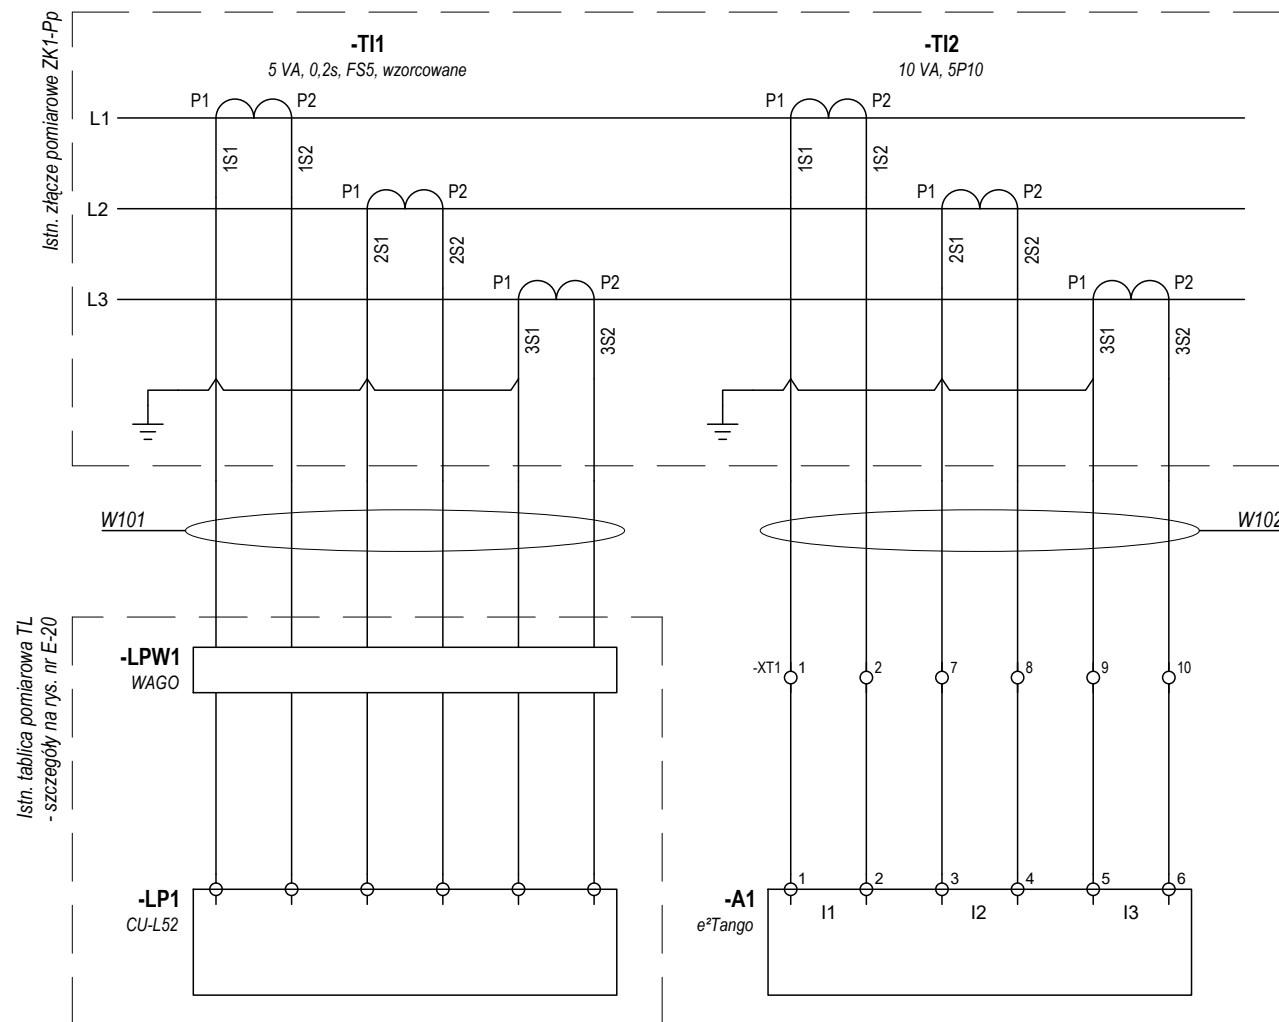 Istn. złącze pomiarowe ZK1-Pp
-TI1
5 VA, 0,2s, FS5, wzorcowane
-TI2
10 VA, 5P10
P1 P2 P1 P2
L1
1S1 1S2 1S1 1S2
P1 P2 P1 P2
L2
2S1 2S2 2S1 2S2
P1 P2 P1 P2
L3
3S1 3S2 3S1 3S2
W101 W102
Istn. tablica pomiarowa TL
- szczegóły na rys. nr E-20
-LPW1
WAGO
-XT1 1 2 7 8 9 10
-LP1
CU-L52
-A1
e²Tango
1 2 3 4 5 6
I1 I2 I3